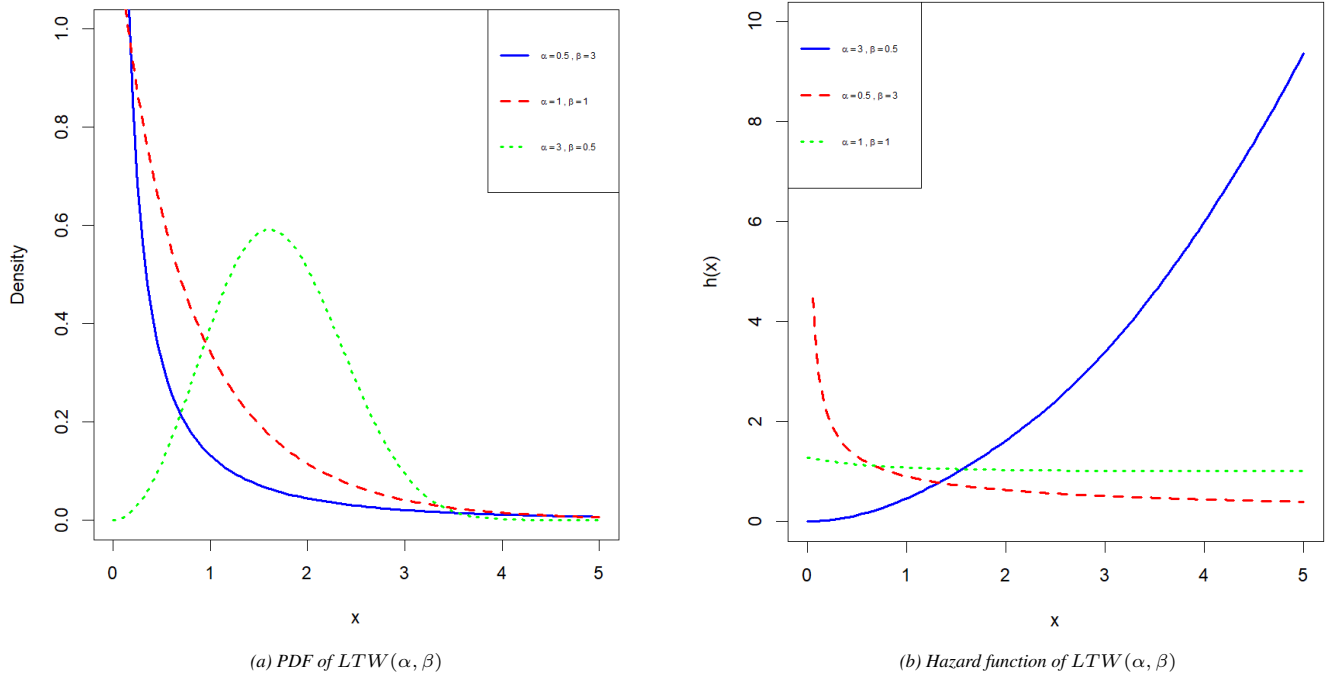 Density
1.0
0.8
0.6
0.4
0.2
0.0
α=0.5, β=3
α=1, β=1
α=3, β=0.5
0 1 2 3 4 5
x
(a) PDF of LTW(α, β)
h(x)
10
8
6
4
2
0
α=3, β=0.5
α=0.5, β=3
α=1, β=1
0 1 2 3 4 5
x
(b) Hazard function of LTW(α, β)